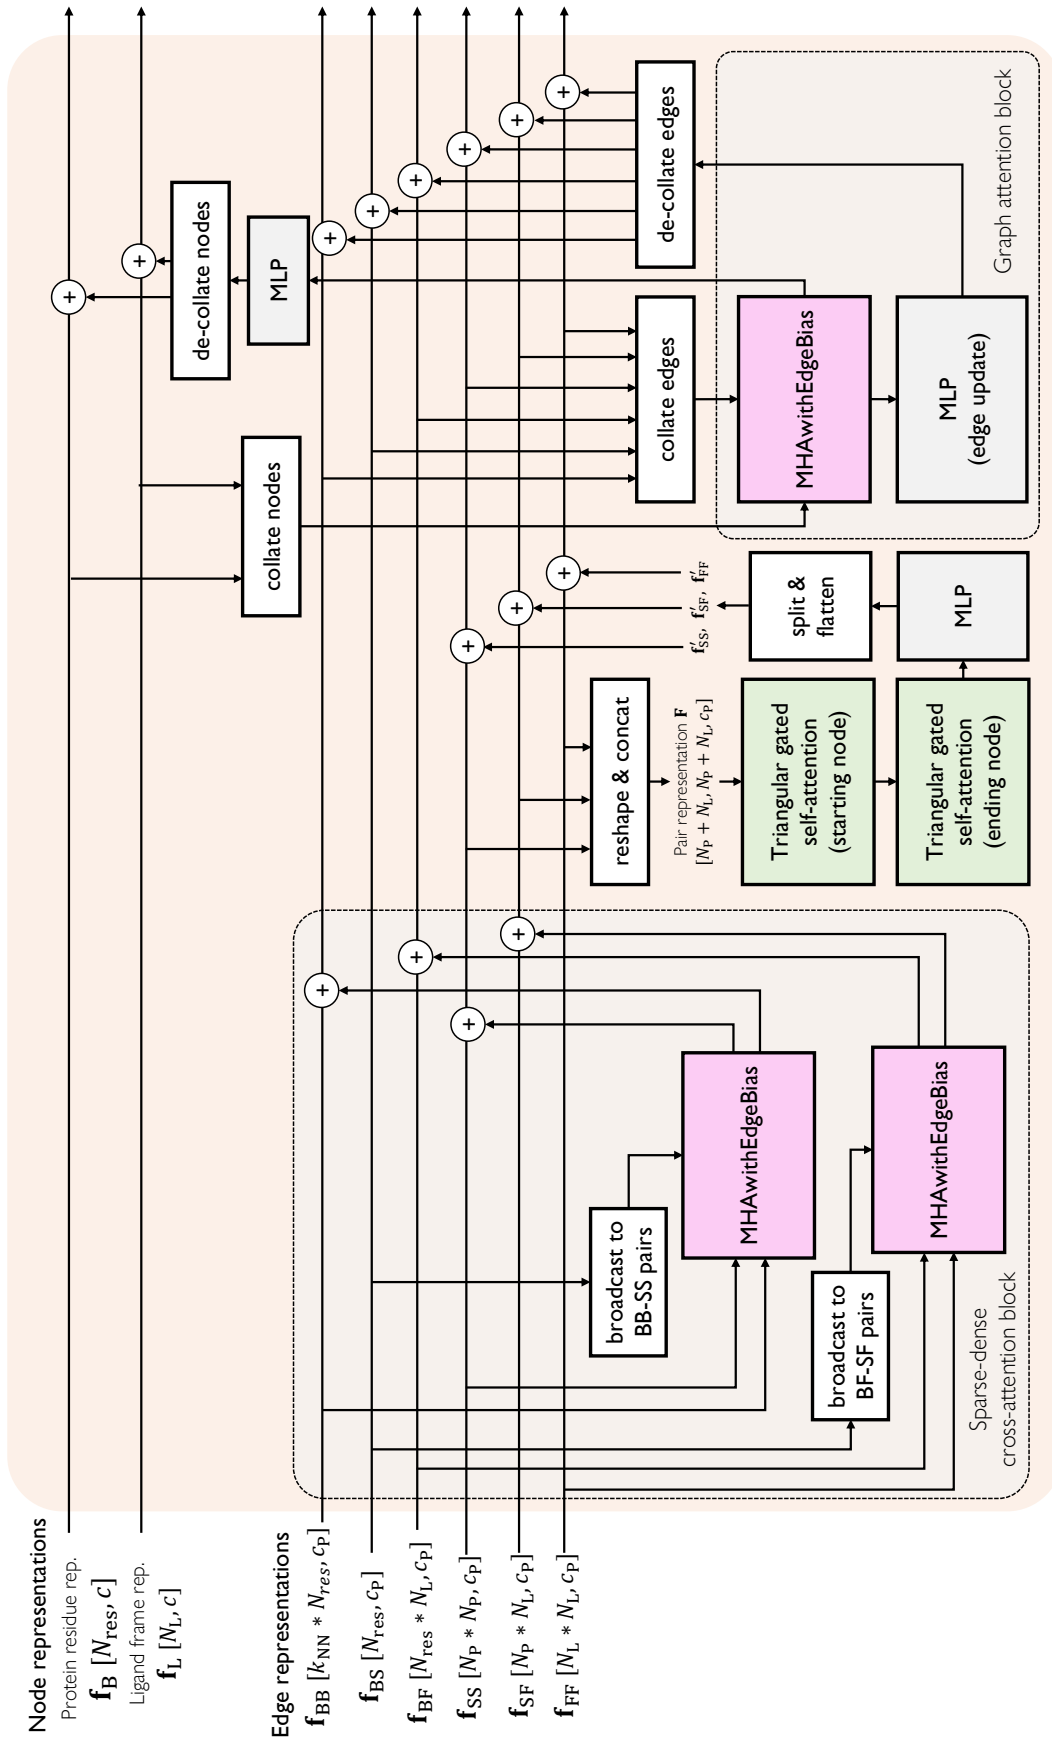 Node representations
Protein residue rep.
f_B [N_res, c]
Ligand frame rep.
f_L [N_L, c]
Edge representations
f_BB [k_NN * N_res, c_P]
f_BS [N_res, c_P]
f_BF [N_res * N_L, c_P]
f_SS [N_P * N_P, c_P]
f_SF [N_P * N_L, c_P]
f_FF [N_L * N_L, c_P]
broadcast to
BB-SS pairs
MHAwithEdgeBias
broadcast to
BF-SF pairs
MHAwithEdgeBias
Sparse-dense
cross-attention block
+
+
+
+
reshape & concat
Pair representation F
[N_P + N_L, N_P + N_L, c_P]
Triangular gated
self-attention
(starting node)
Triangular gated
self-attention
(ending node)
MLP
split &
flatten
f′_SS, f′_SF, f′_FF
+
+
+
collate nodes
collate edges
MHAwithEdgeBias
MLP
(edge update)
Graph attention block
MLP
de-collate nodes
+
+
de-collate edges
+
+
+
+
+
+